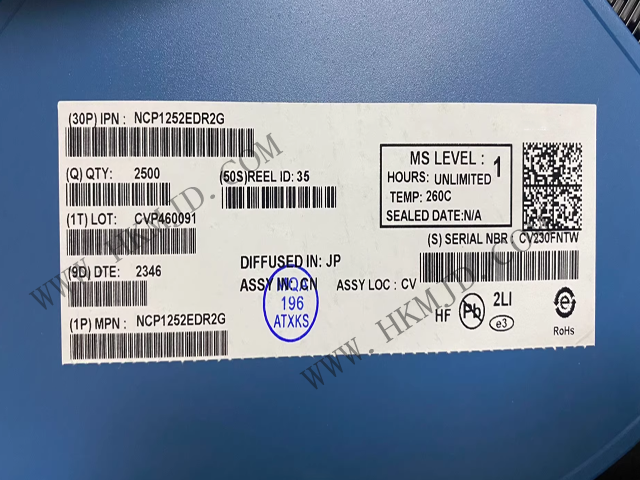 (30P) IPN : NCP1252EDR2G
(Q) QTY: 2500
(50S)REEL ID: 35
(1T) LOT: CVP460091
(9D) DTE: 2346
DIFFUSED IN: JP
ASSY IN: CN ASSY LOC : CV
(1P) MPN : NCP1252EDR2G
MS LEVEL : 1
HOURS: UNLIMITED
TEMP: 260C
SEALED DATE:N/A
(S) SERIAL NBR : CV230FNTW
HF Pb 2LI
e3
e
RoHs
196
ATXKS
WWW.HKMJD.COM
WWW.HKMJD.COM